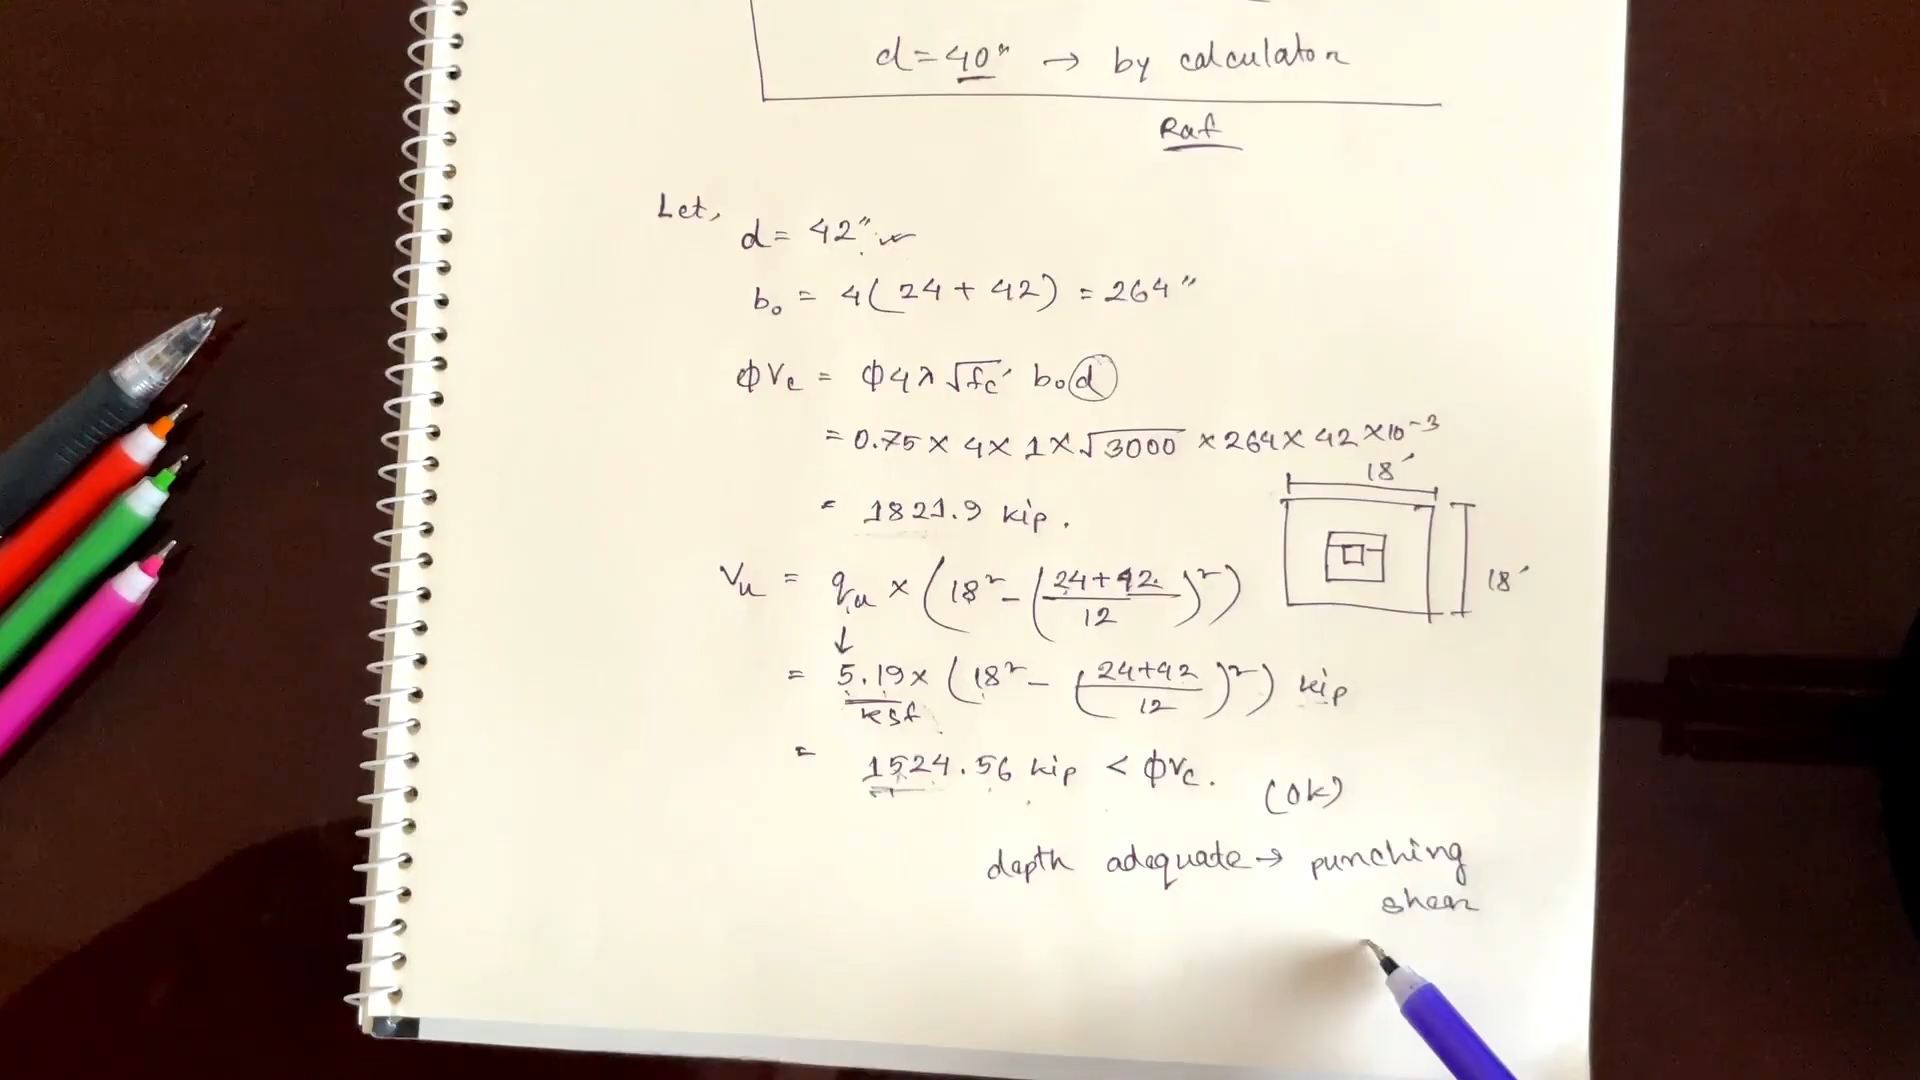 d = 40" → by calculator
Raf
Let,
d = 42" ✓
b₀ = 4(24 + 42) = 264"
ϕVc = ϕ4λ√fc′ b₀d
= 0.75 × 4 × 1 × √3000 × 264 × 42 × 10⁻³
18′
= 1821.9 kip.
Vu = qu × (18² - ((24+42)/12)²)
18′
↓
= 5.19 × (18² - ((24+42)/12)²) kip
ksf
= 1524.56 kip < ϕVc. (OK)
depth adequate → punching
shear